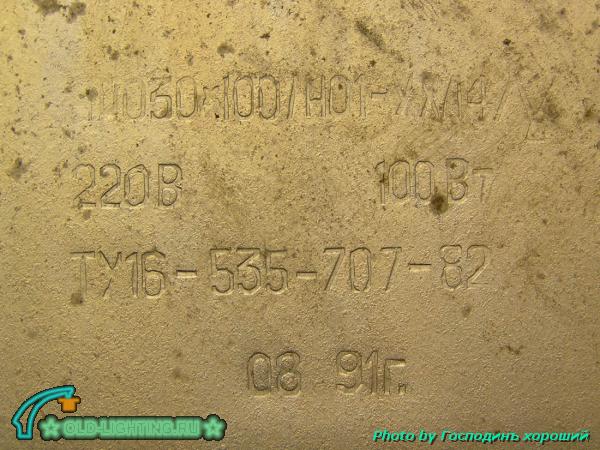 220В 100Вт
ТУ16-535-707-82
08 91г.
OLD-LIGHTING.RU
Photo by Господинъ хороший